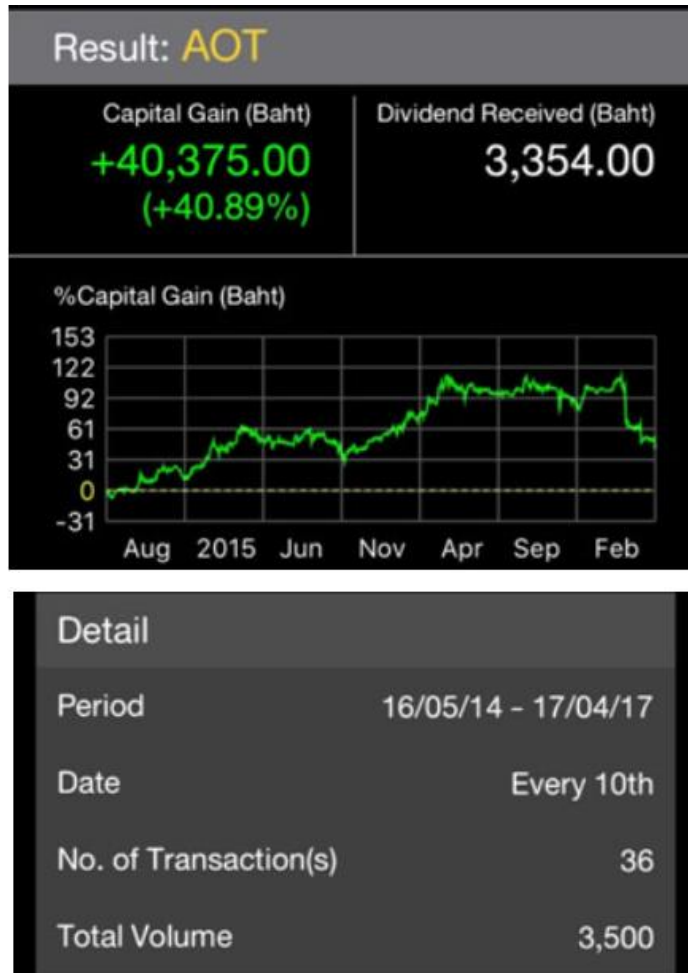 Result: AOT
Capital Gain (Baht) Dividend Received (Baht)
+40,375.00 3,354.00
(+40.89%)
%Capital Gain (Baht)
153
122
92
61
31
0
-31
Aug 2015 Jun Nov Apr Sep Feb
Detail
Period 16/05/14 - 17/04/17
Date Every 10th
No. of Transaction(s) 36
Total Volume 3,500